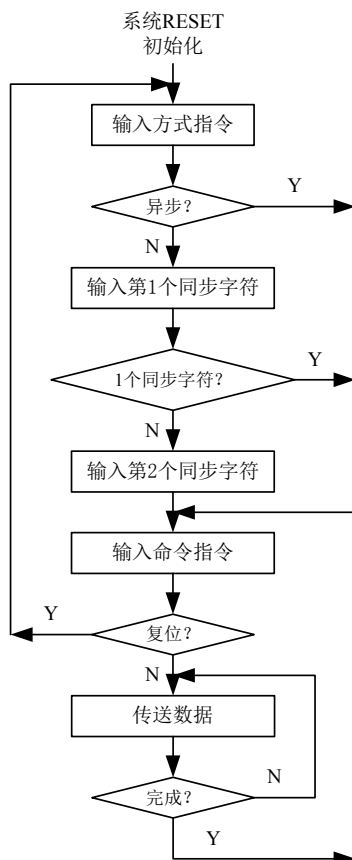 系统RESET
初始化
输入方式指令
异步？
Y
N
输入第1个同步字符
1个同步字符？
Y
N
输入第2个同步字符
输入命令指令
Y
复位？
N
传送数据
N
完成？
Y